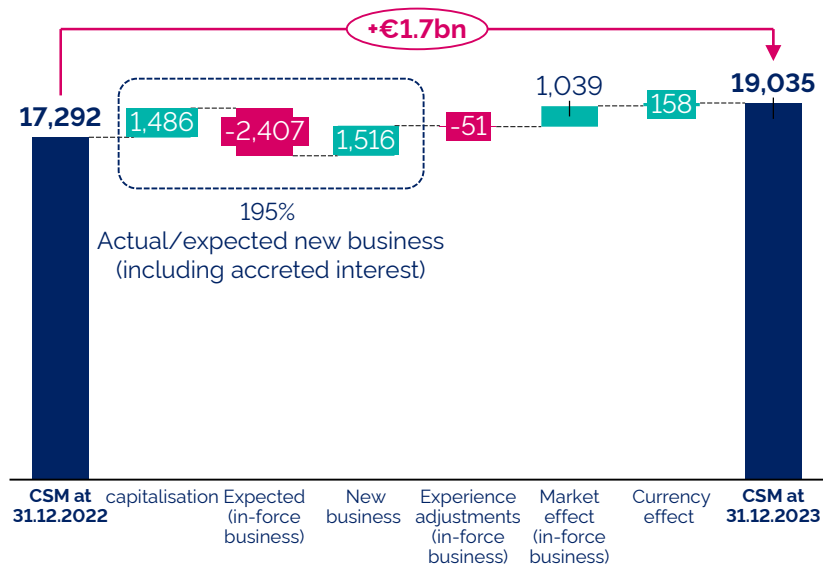 +€1.7bn
17,292
1,486
-2,407
1,516
-51
1,039
158
19,035
195%
Actual/expected new business
(including accreted interest)
CSM at
31.12.2022
capitalisation
Expected
(in-force
business)
New
business
Experience
adjustments
(in-force
business)
Market
effect
(in-force
business)
Currency
effect
CSM at
31.12.2023